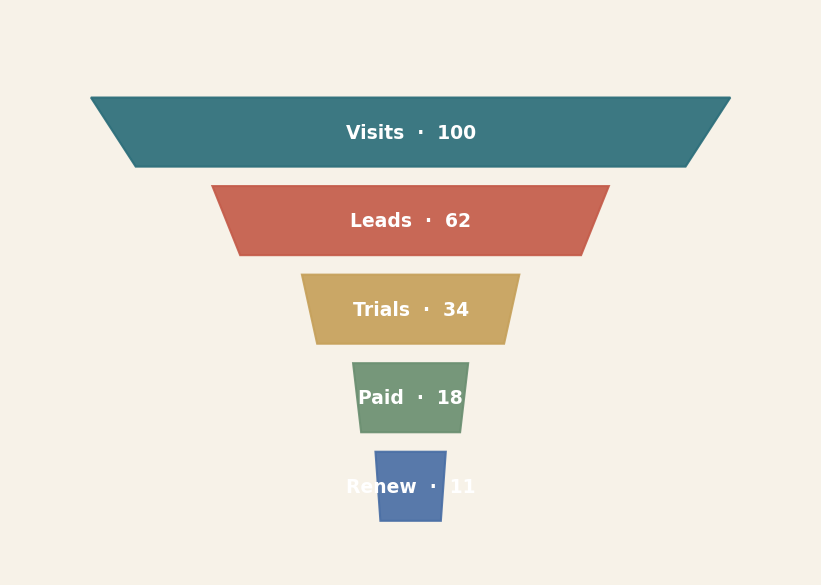 Visits · 100
Leads · 62
Trials · 34
Paid · 18
Renew · 11